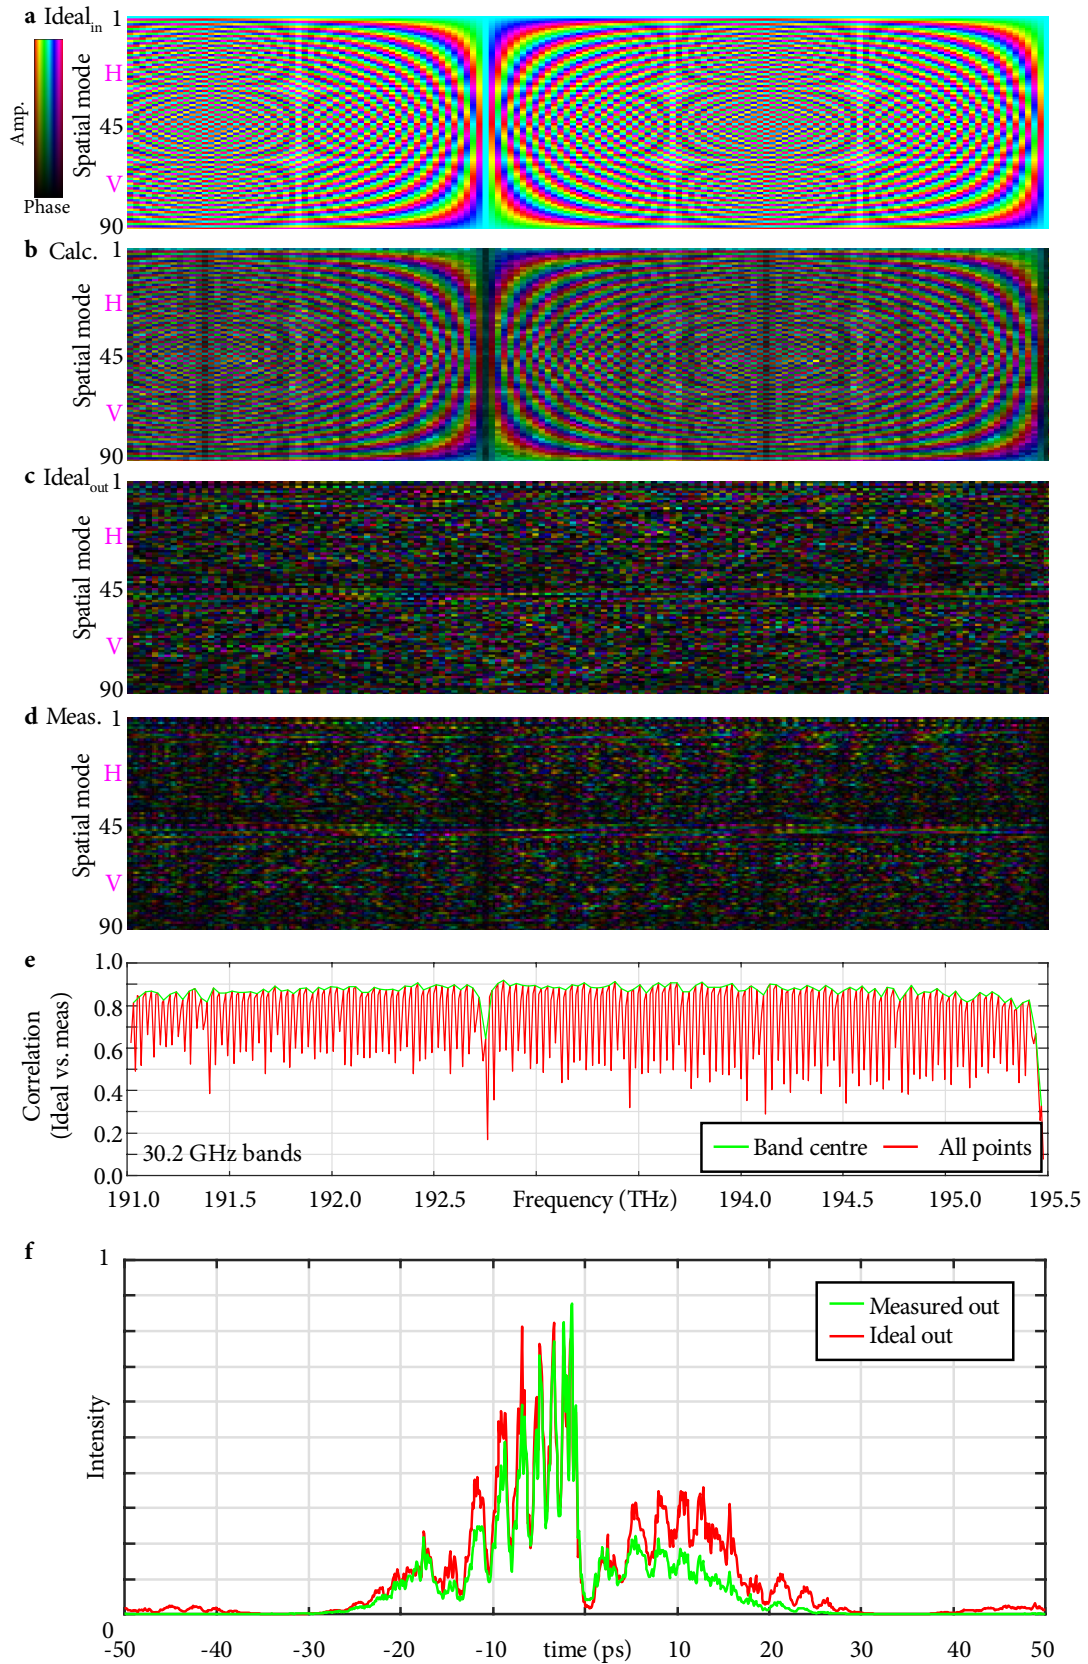 a Ideal_in 1
Amp.
Phase
Spatial mode
H
45
V
90
b Calc. 1
Spatial mode
H
45
V
90
c Ideal_out 1
Spatial mode
H
45
V
90
d Meas. 1
Spatial mode
H
45
V
90
e
Correlation
(Ideal vs. meas)
1.0
0.8
0.6
0.4
0.2
0.0
30.2 GHz bands
Band centre All points
191.0 191.5 192.0 192.5 Frequency (THz) 194.0 194.5 195.0 195.5
f
1
Intensity
Measured out
Ideal out
0
-50 -40 -30 -20 -10 time (ps) 10 20 30 40 50